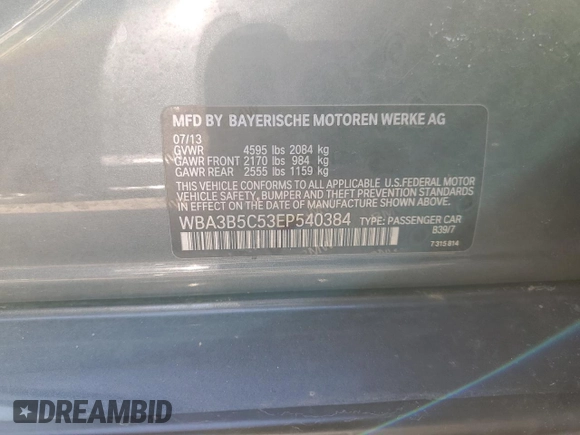 MFD BY BAYERISCHE MOTOREN WERKE AG
07/13
GVWR 4595 lbs 2084 kg
GAWR FRONT 2170 lbs 984 kg
GAWR REAR 2555 lbs 1159 kg
THIS VEHICLE CONFORMS TO ALL APPLICABLE U.S.FEDERAL MOTOR
VEHICLE SAFETY, BUMPER, AND THEFT PREVENTION STANDARDS
IN EFFECT ON THE DATE OF MANUFACTURE SHOWN ABOVE.
WBA3B5C53EP540384 TYPE: PASSENGER CAR
B39/7
7 315 814
DREAMBID